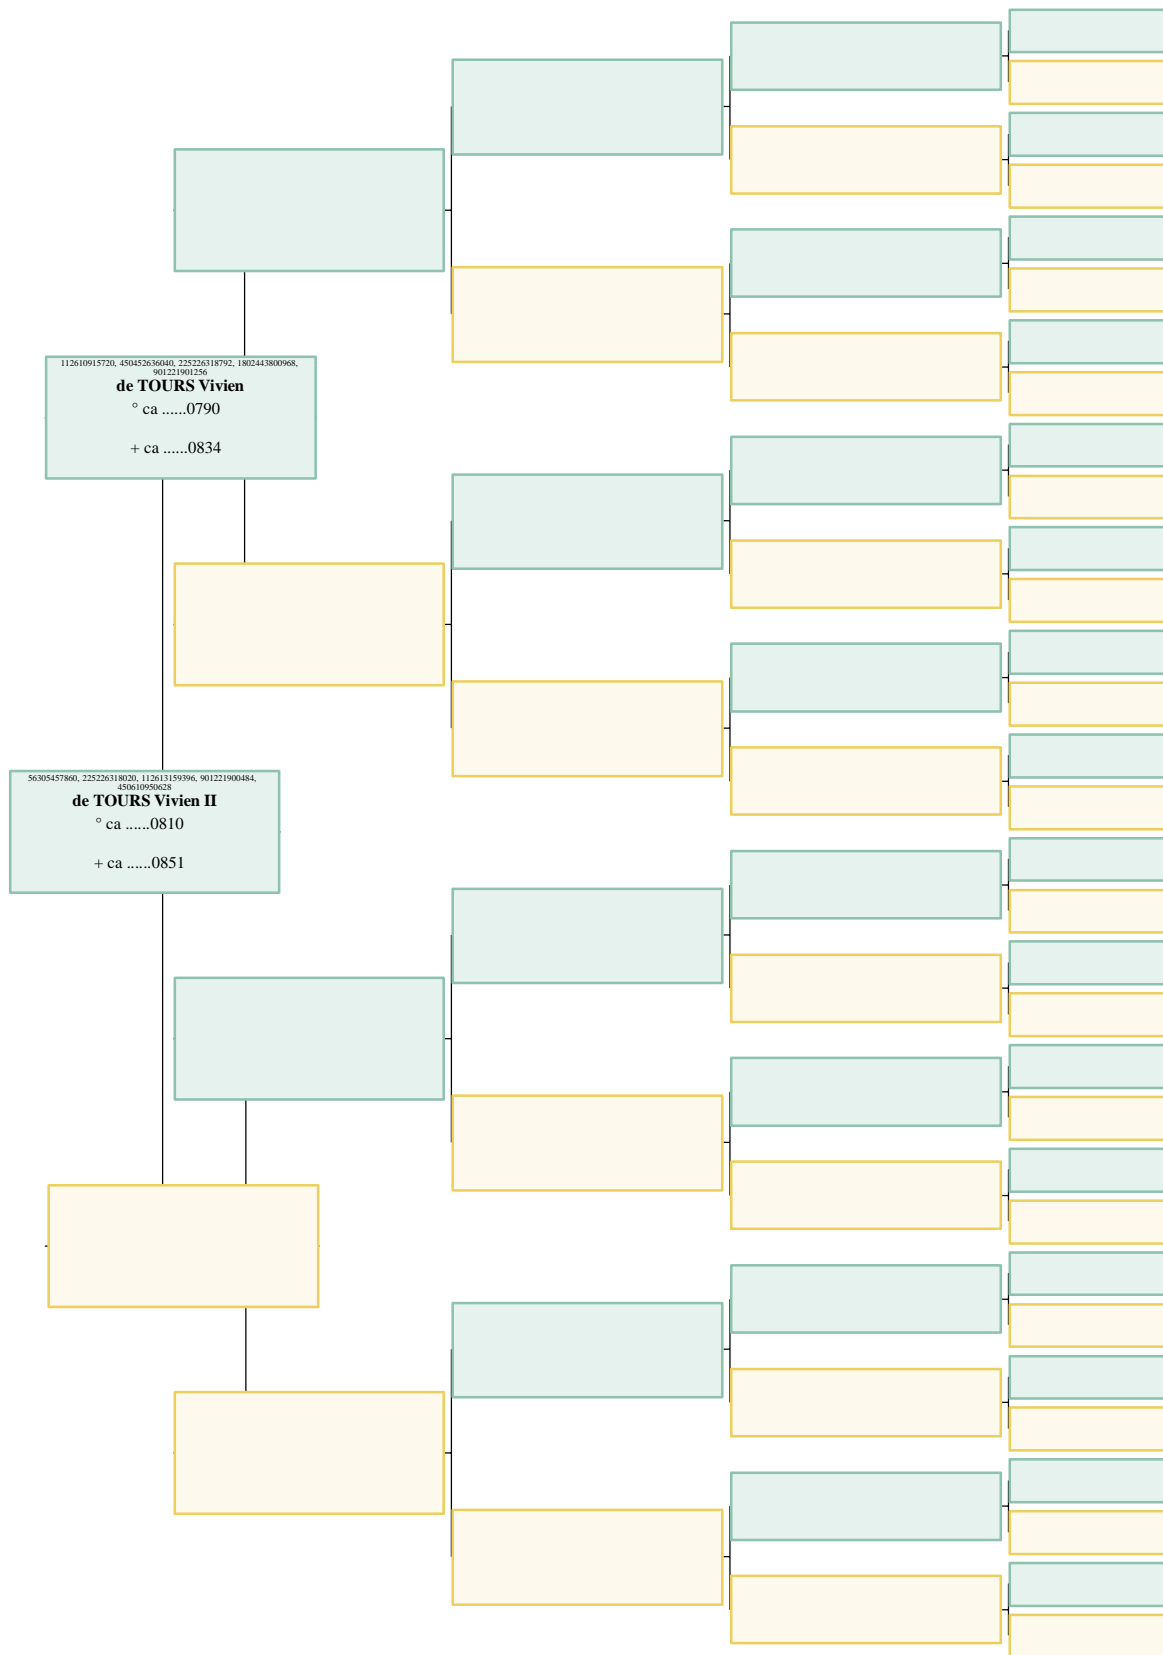 112610915720, 450452636040, 225226318792, 1802443800968,
901221901256
de TOURS Vivien
° ca ......0790
+ ca ......0834
56305457860, 225226318020, 112613159396, 901221900484,
450610950628
de TOURS Vivien II
° ca ......0810
+ ca ......0851